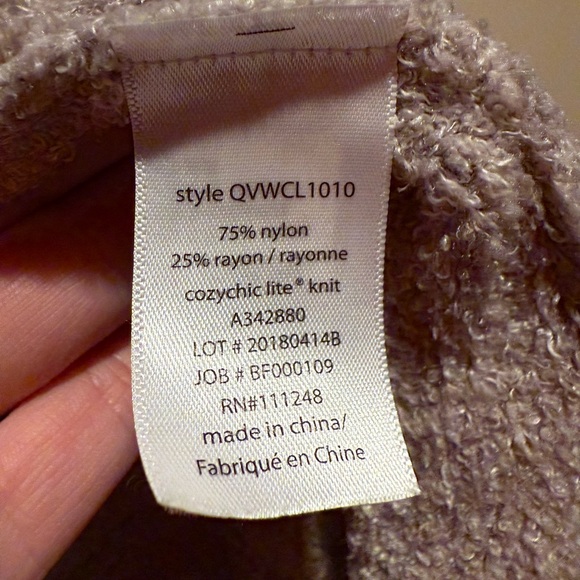 style QVWCL1010
75% nylon
25% rayon / rayonne
cozychic lite® knit
A342880
LOT # 20180414B
JOB # BF000109
RN#111248
made in china/
Fabriqué en Chine